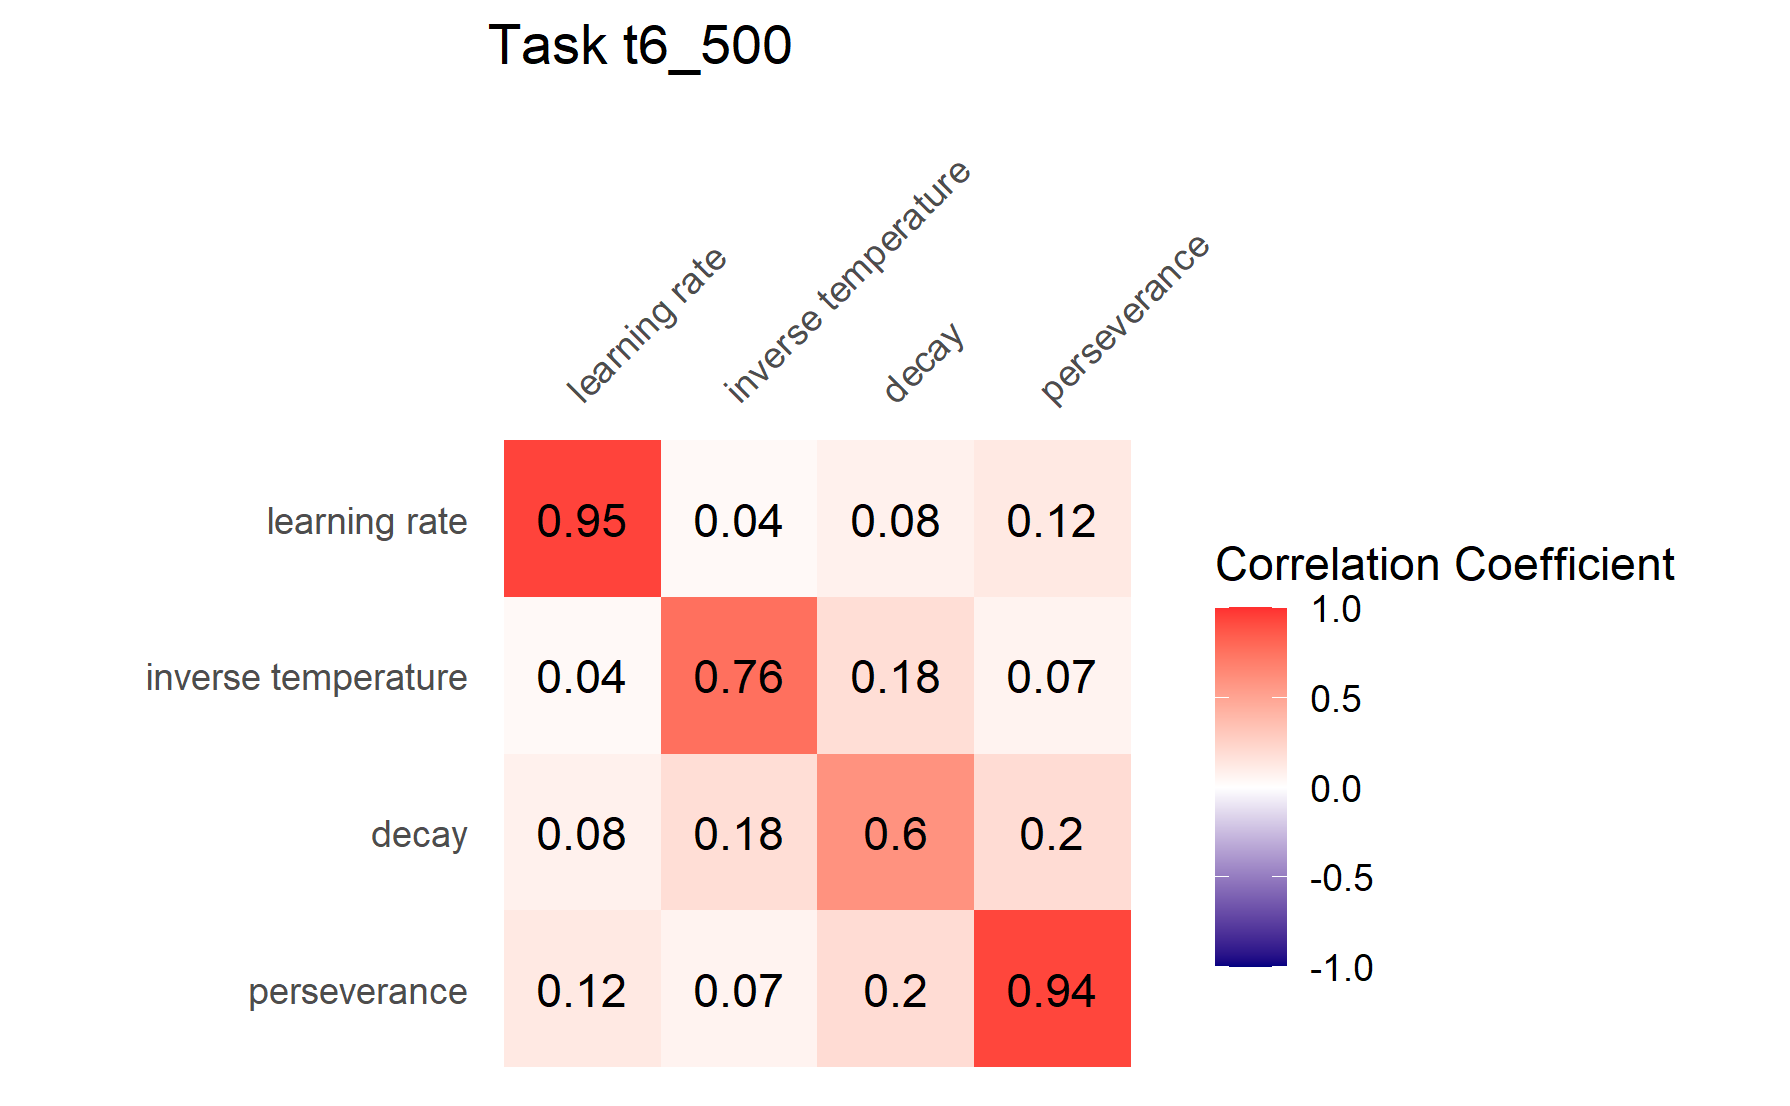 Task t6_500
learning rate
inverse temperature
decay
perseverance
learning rate 0.95 0.04 0.08 0.12
inverse temperature 0.04 0.76 0.18 0.07
decay 0.08 0.18 0.6 0.2
perseverance 0.12 0.07 0.2 0.94
Correlation Coefficient
1.0
0.5
0.0
-0.5
-1.0